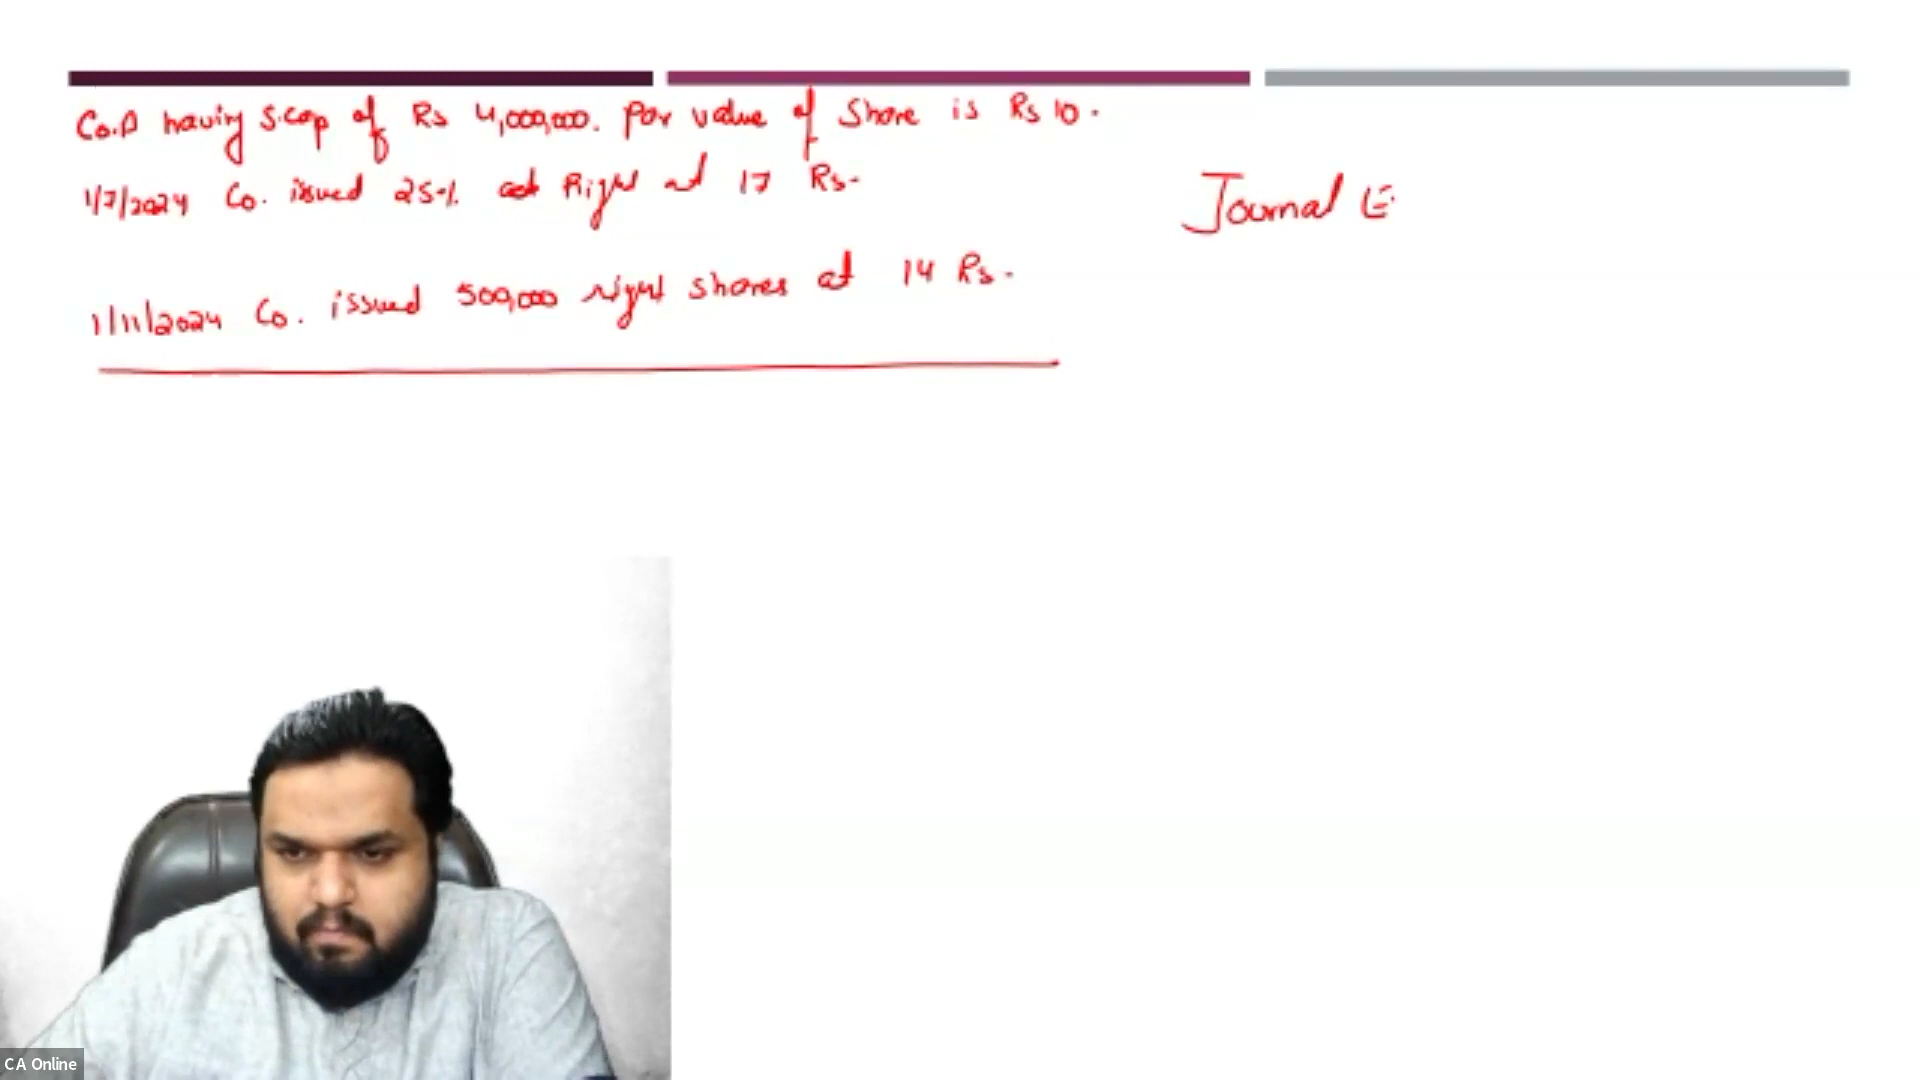 Co.A having S.cap of Rs 4,000,000. Par value of Share is Rs 10.
1/7/2024 Co. issued 25% Right at 17 Rs.
Journal E
1/11/2024 Co. issued 500,000 right shares at 14 Rs.
CA Online